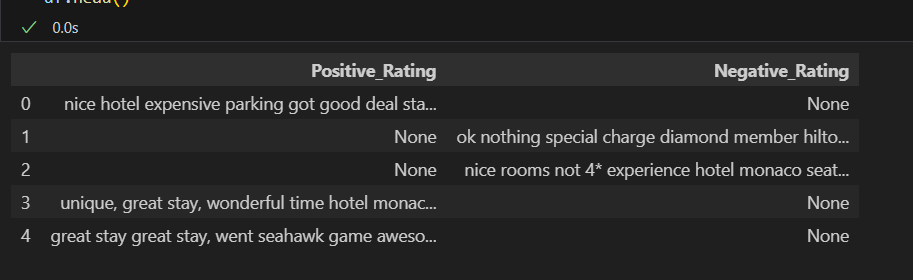 df.head()
0.0s
Positive_Rating Negative_Rating
0 nice hotel expensive parking got good deal sta... None
1 None ok nothing special charge diamond member hilto...
2 None nice rooms not 4* experience hotel monaco seat...
3 unique, great stay, wonderful time hotel monac... None
4 great stay great stay, went seahawk game aweso... None